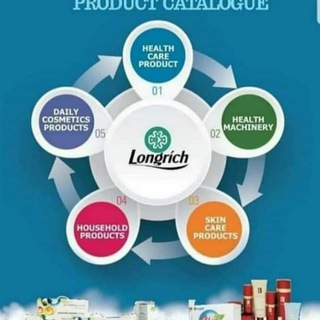 PRODUCT CATALOGUE
HEALTH
CARE
PRODUCT
01
DAILY
COSMETICS
PRODUCTS
05
02
HEALTH
MACHINERY
Longrich
04
03
HOUSEHOLD
PRODUCTS
SKIN
CARE
PRODUCTS